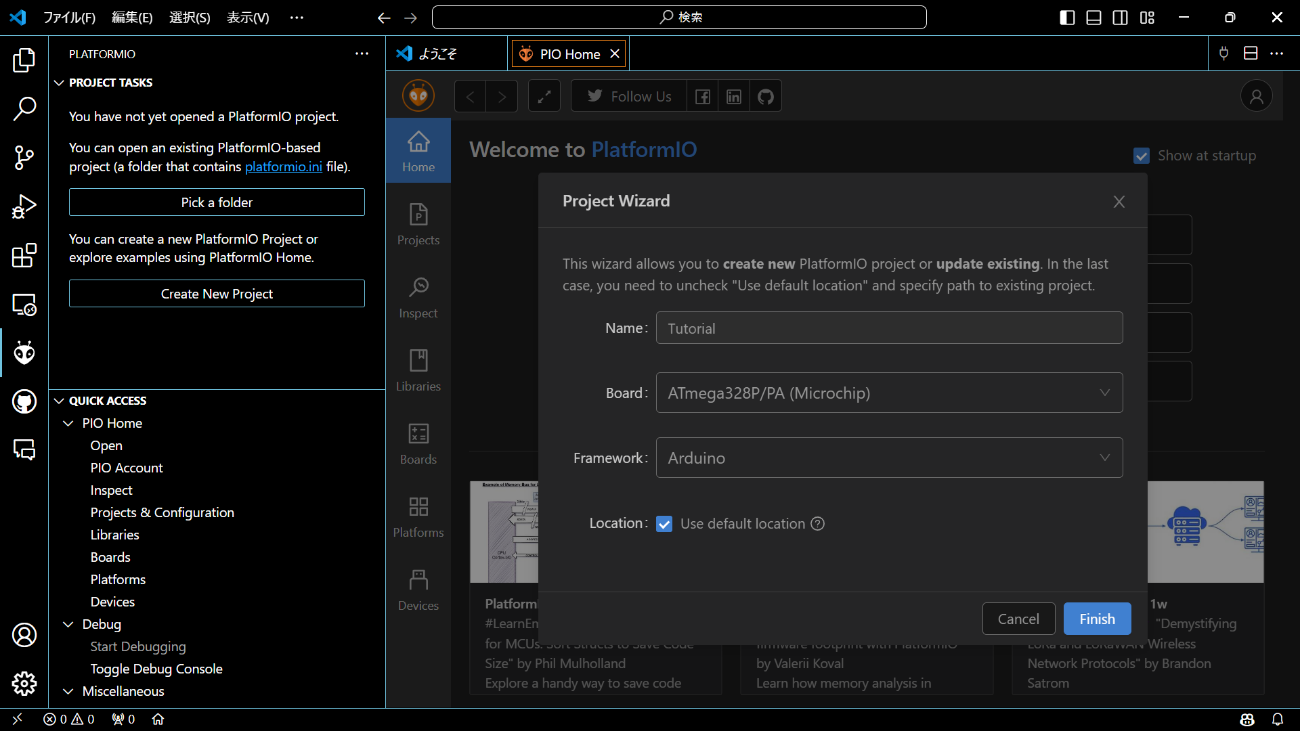 ファイル(F) 編集(E) 選択(S) 表示(V) ··· 検索
PLATFORMIO ···
PROJECT TASKS
You have not yet opened a PlatformIO project.
You can open an existing PlatformIO-based
project (a folder that contains platformio.ini file).
Pick a folder
You can create a new PlatformIO Project or
explore examples using PlatformIO Home.
Create New Project
QUICK ACCESS
PIO Home
Open
PIO Account
Inspect
Projects & Configuration
Libraries
Boards
Platforms
Devices
Debug
Start Debugging
Toggle Debug Console
Miscellaneous
ようこそ PIO Home
Follow Us
Home
Projects
Inspect
Libraries
Boards
Platforms
Devices
Welcome to PlatformIO
Show at startup
Project Wizard
This wizard allows you to create new PlatformIO project or update existing. In the last
case, you need to uncheck "Use default location" and specify path to existing project.
Name: Tutorial
Board: ATmega328P/PA (Microchip)
Framework: Arduino
Location: Use default location
Cancel Finish
Platform
#LearnEm
for MCUs: Sort Structs to Save Code
Size" by Phil Mulholland
Explore a handy way to save code
firmware footprint with PlatformIO
by Valerii Koval
Learn how memory analysis in
1w
"Demystifying
LoRa and LoRaWAN Wireless
Network Protocols" by Brandon
Satrom
0 0 0